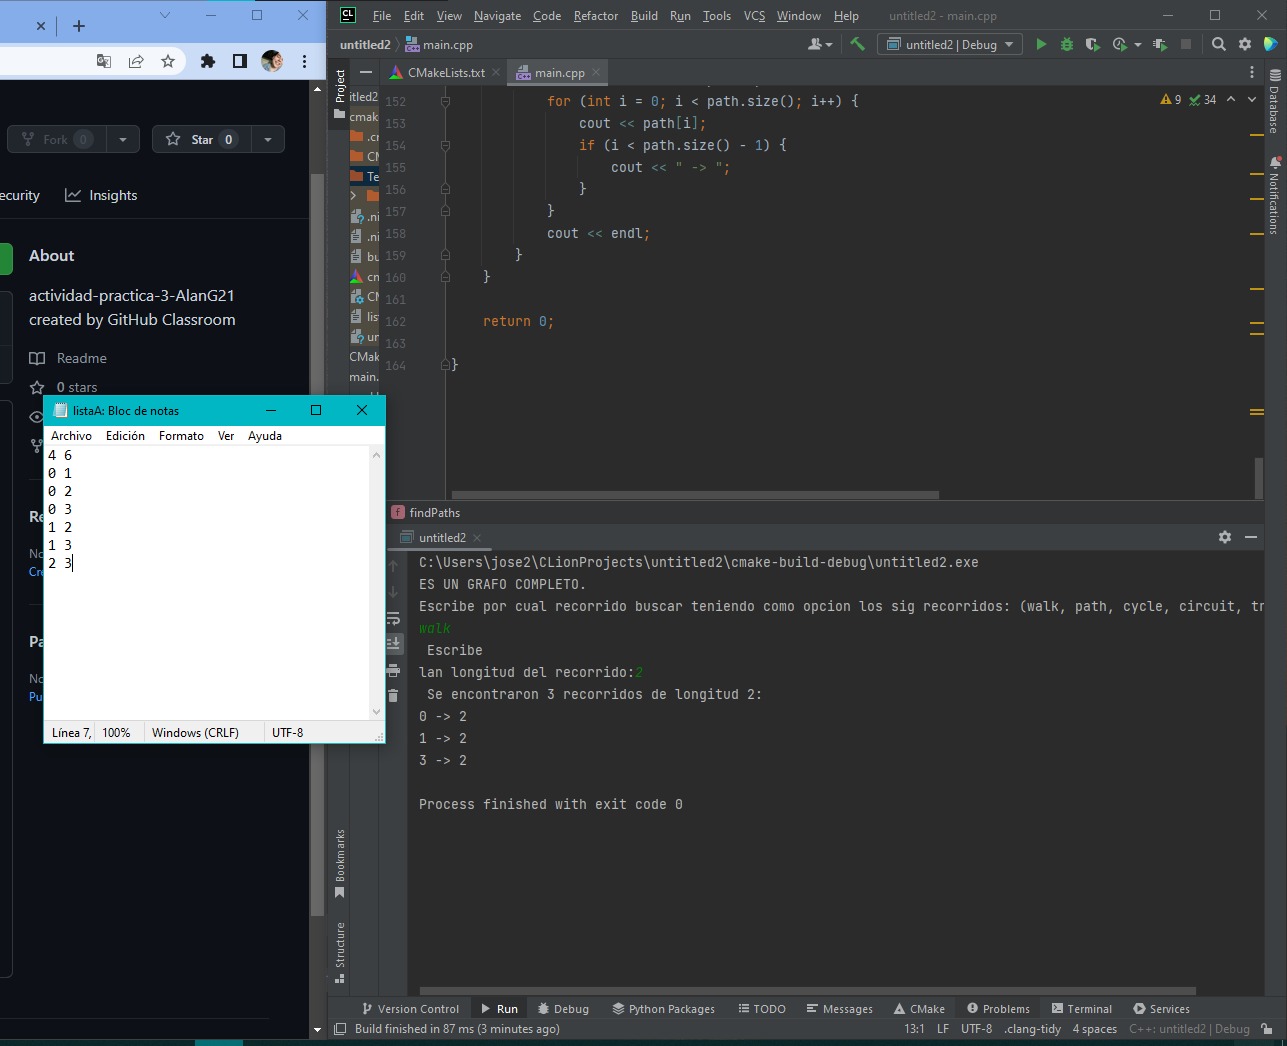 Fork 0
Star 0
ecurity
Insights
About
actividad-practica-3-AlanG21
created by GitHub Classroom
Readme
0 stars
Re
No
Cre
Pa
No
Pu
listaA: Bloc de notas
Archivo Edición Formato Ver Ayuda
4 6
0 1
0 2
0 3
1 2
1 3
2 3
Línea 7, 100% Windows (CRLF) UTF-8
CL File Edit View Navigate Code Refactor Build Run Tools VCS Window Help untitled2 - main.cpp
untitled2 main.cpp
untitled2 | Debug
Project
CMakeLists.txt main.cpp
itled2
cmak
.c
CM
Te
.ni
.ni
bu
cn
CM
lis
un
CMak
main.
9 34
Database
Notifications
152 for (int i = 0; i < path.size(); i++) {
153 cout << path[i];
154 if (i < path.size() - 1) {
155 cout << " -> ";
156 }
157 }
158 cout << endl;
159 }
160 }
161
162 return 0;
163
164 }
f findPaths
untitled2
C:\Users\jose2\CLionProjects\untitled2\cmake-build-debug\untitled2.exe
ES UN GRAFO COMPLETO.
Escribe por cual recorrido buscar teniendo como opcion los sig recorridos: (walk, path, cycle, circuit, tr
walk
Escribe
lan longitud del recorrido:2
Se encontraron 3 recorridos de longitud 2:
0 -> 2
1 -> 2
3 -> 2
Process finished with exit code 0
Bookmarks
Structure
Version Control Run Debug Python Packages TODO Messages CMake Problems Terminal Services
Build finished in 87 ms (3 minutes ago) 13:1 LF UTF-8 .clang-tidy 4 spaces C++: untitled2 | Debug